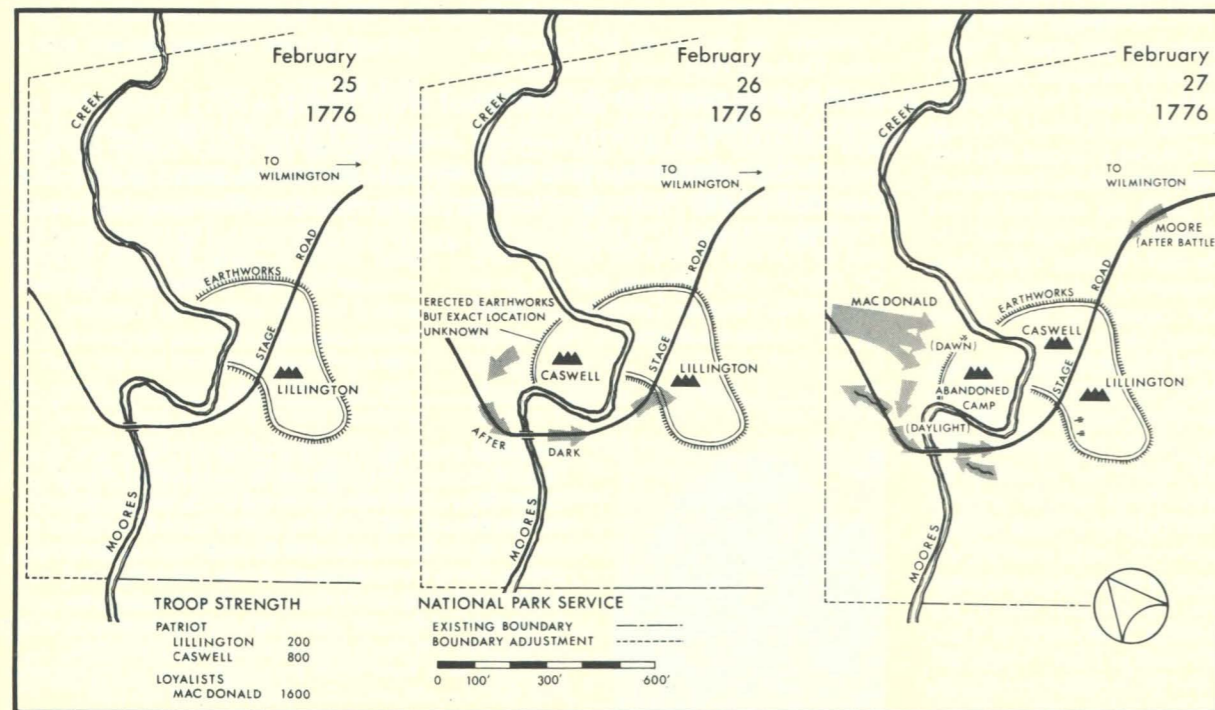 February
25
1776
CREEK
TO
WILMINGTON
ROAD
EARTHWORKS
STAGE
LILLINGTON
MOORES
TROOP STRENGTH
PATRIOT
LILLINGTON 200
CASWELL 800
LOYALISTS
MAC DONALD 1600
February
26
1776
CREEK
TO
WILMINGTON
ROAD
ERECTED EARTHWORKS
BUT EXACT LOCATION
UNKNOWN
STAGE
CASWELL
LILLINGTON
AFTER
DARK
MOORES
NATIONAL PARK SERVICE
EXISTING BOUNDARY
BOUNDARY ADJUSTMENT
0 100' 300' 600'
February
27
1776
CREEK
TO
WILMINGTON
MOORE
(AFTER BATTLE
ROAD
MAC DONALD
EARTHWORKS
CASWELL
(DAWN)
STAGE
ABANDONED
CAMP
LILLINGTON
(DAYLIGHT)
MOORES